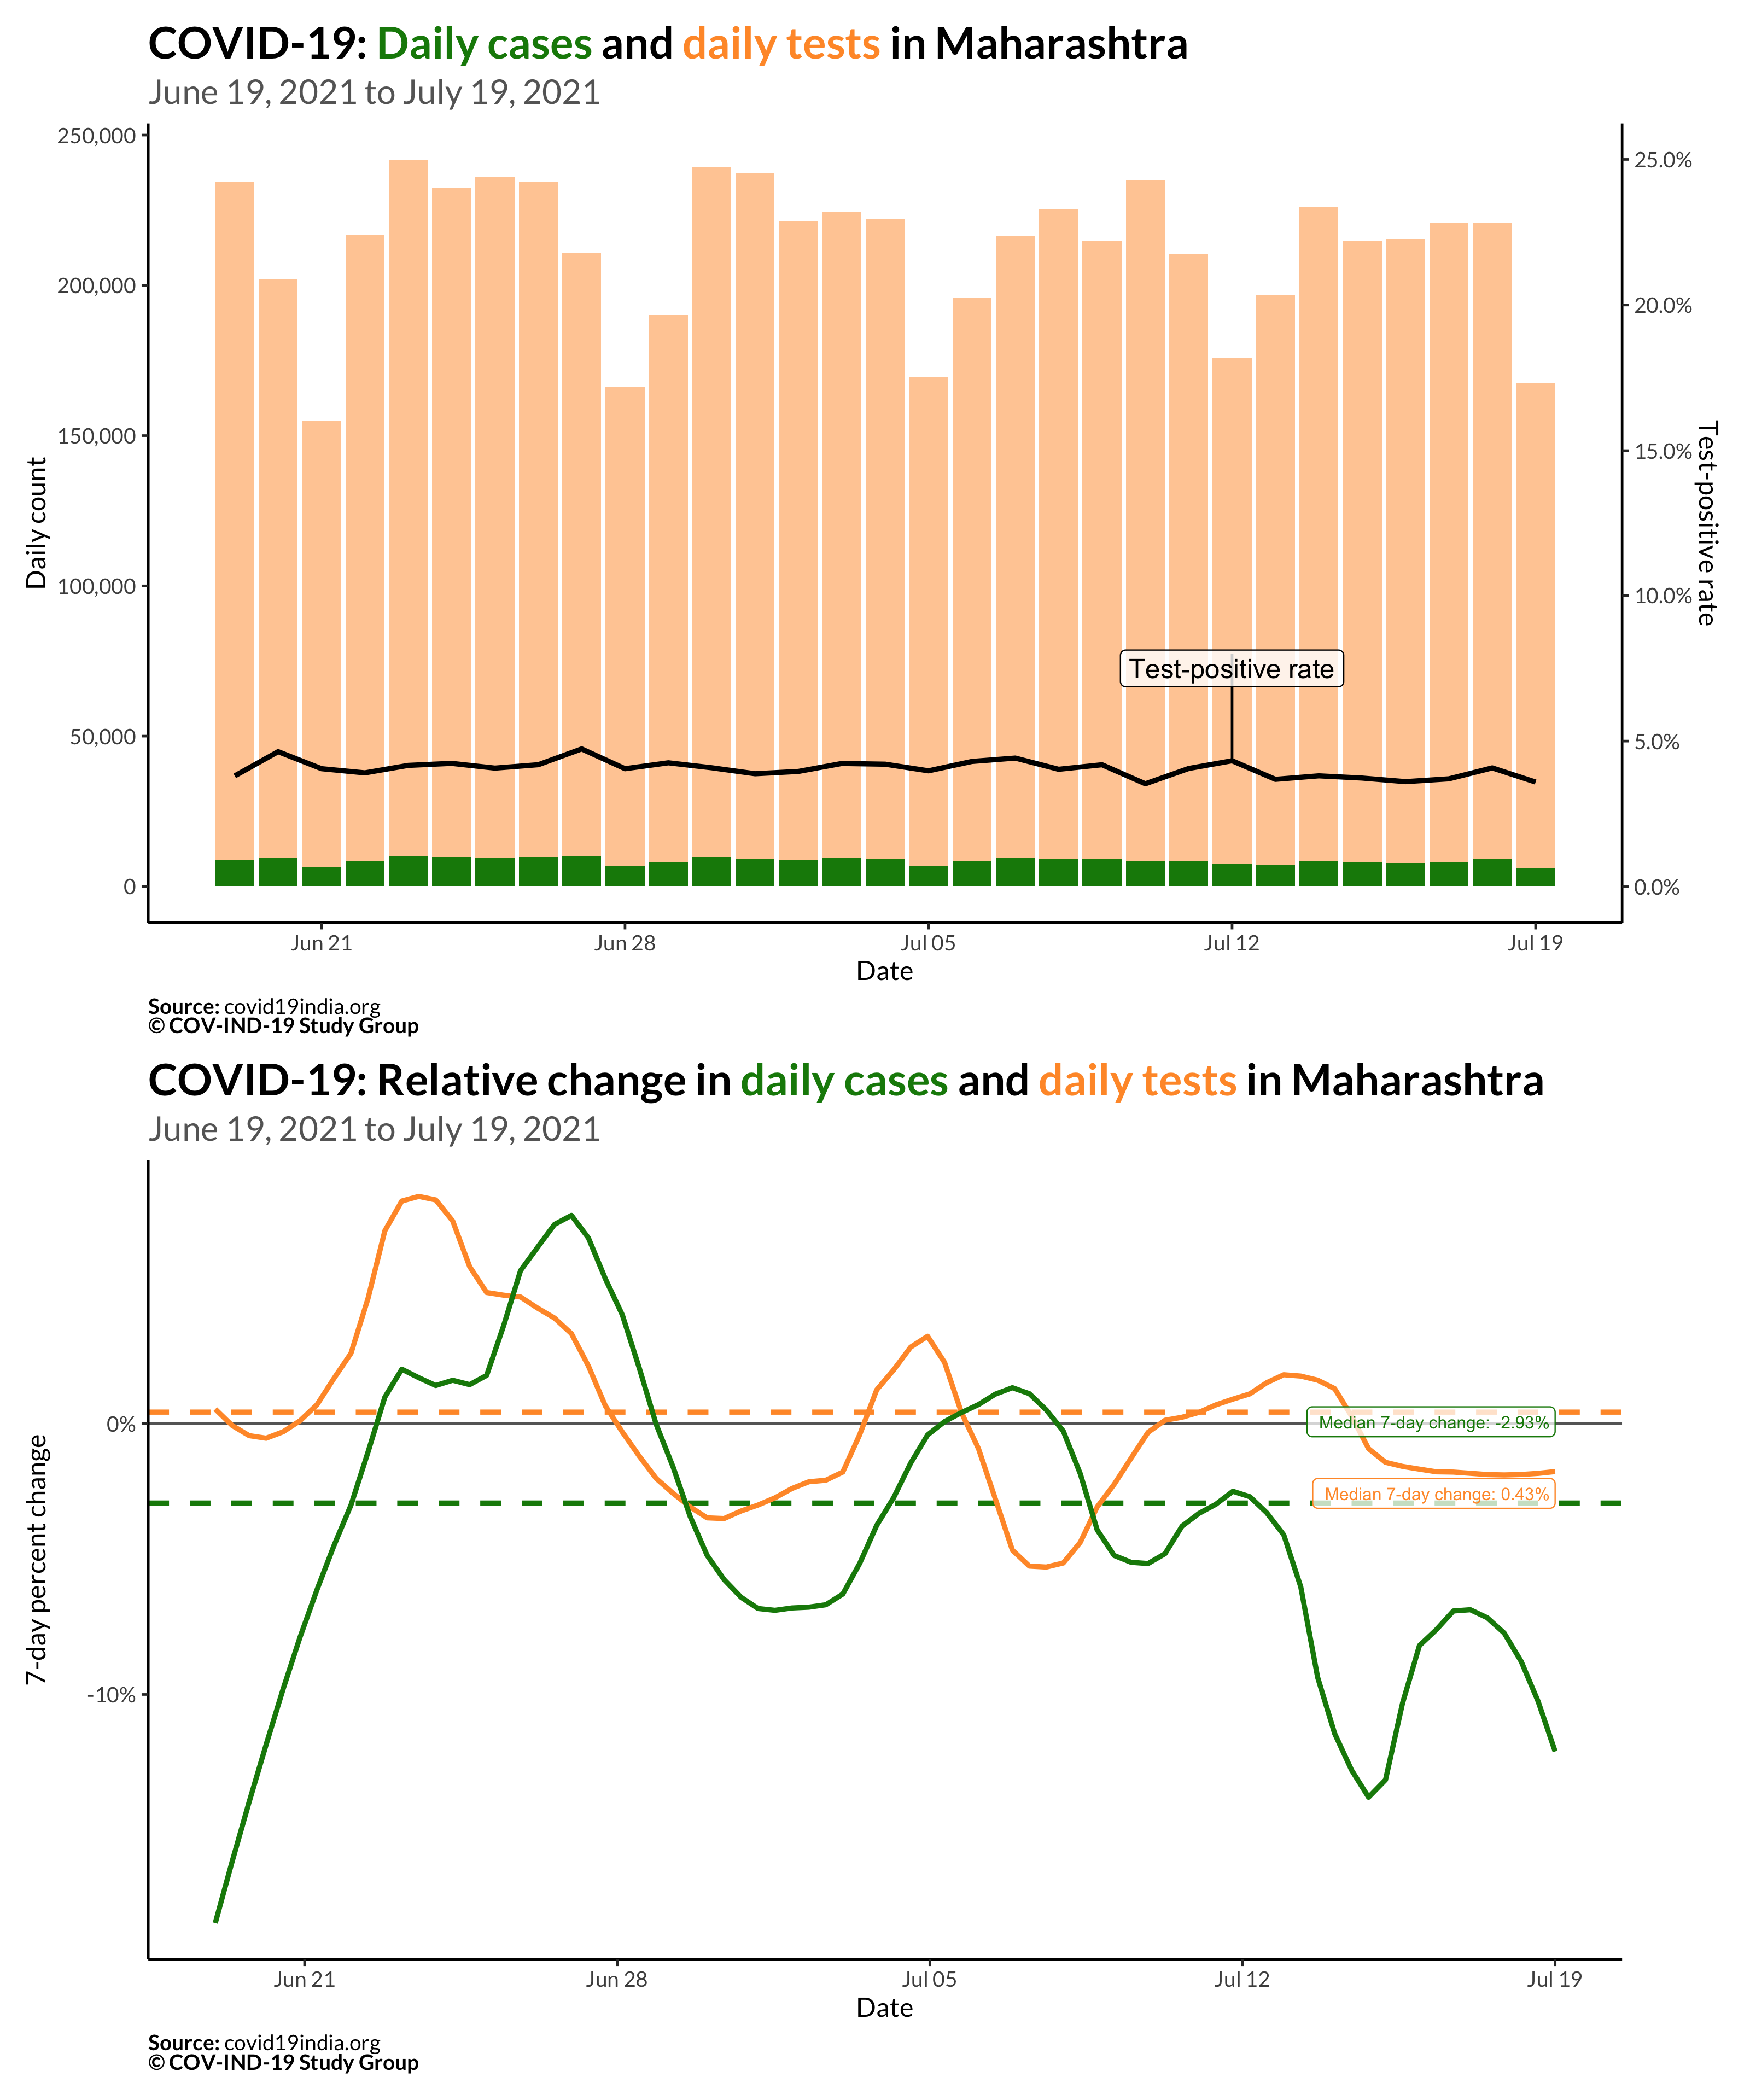 COVID-19: Daily cases and daily tests in Maharashtra
June 19, 2021 to July 19, 2021
250,000
200,000
150,000
100,000
50,000
0
Daily count
25.0%
20.0%
15.0%
10.0%
5.0%
0.0%
Test-positive rate
Test-positive rate
Jun 21
Jun 28
Jul 05
Jul 12
Jul 19
Date
Source: covid19india.org
© COV-IND-19 Study Group
COVID-19: Relative change in daily cases and daily tests in Maharashtra
June 19, 2021 to July 19, 2021
0%
-10%
7-day percent change
Median 7-day change: -2.93%
Median 7-day change: 0.43%
Jun 21
Jun 28
Jul 05
Jul 12
Jul 19
Date
Source: covid19india.org
© COV-IND-19 Study Group